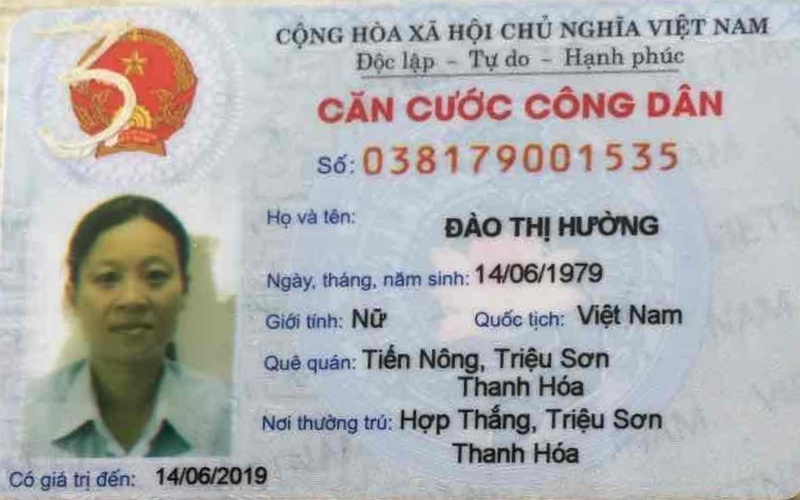 CỘNG HÒA XÃ HỘI CHỦ NGHĨA VIỆT NAM
Độc lập - Tự do - Hạnh phúc
CĂN CƯỚC CÔNG DÂN
Số: 038179001535
Họ và tên: ĐÀO THỊ HƯỜNG
Ngày, tháng, năm sinh: 14/06/1979
Giới tính: Nữ Quốc tịch: Việt Nam
Quê quán: Tiến Nông, Triệu Sơn
Thanh Hóa
Nơi thường trú: Hợp Thắng, Triệu Sơn
Thanh Hóa
Có giá trị đến: 14/06/2019